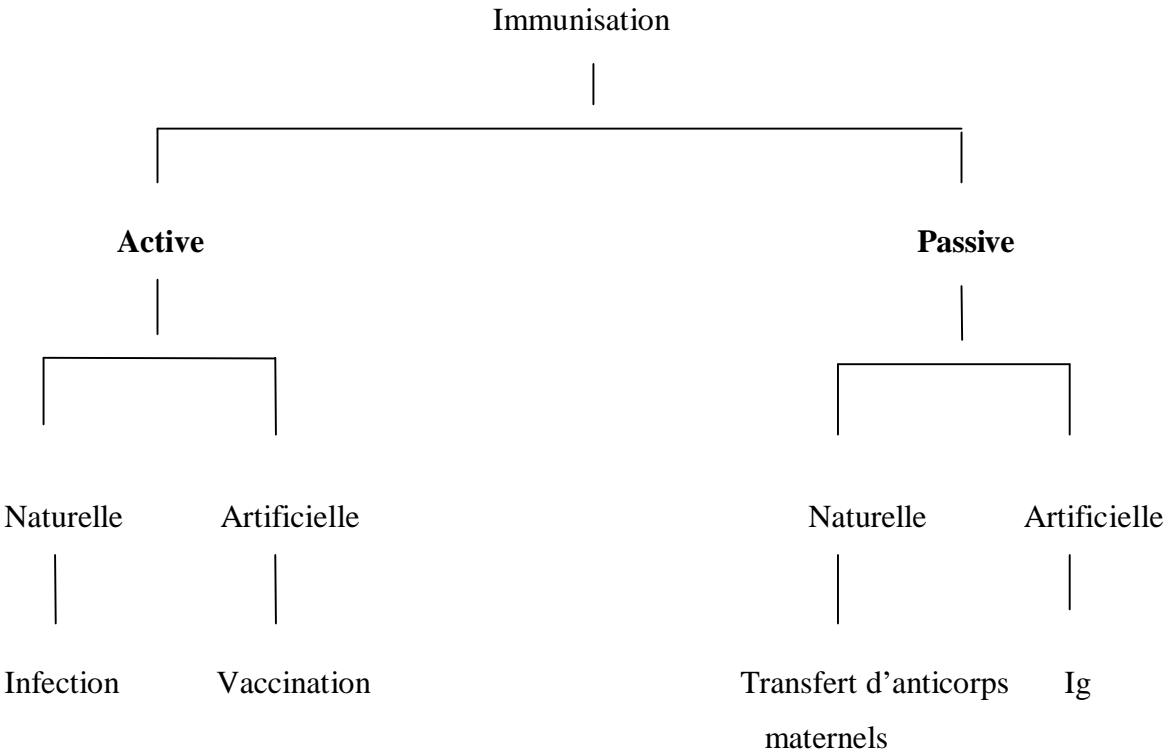 Immunisation
Active Passive
Naturelle Artificielle Naturelle Artificielle
Infection Vaccination Transfert d’anticorps Ig
maternels